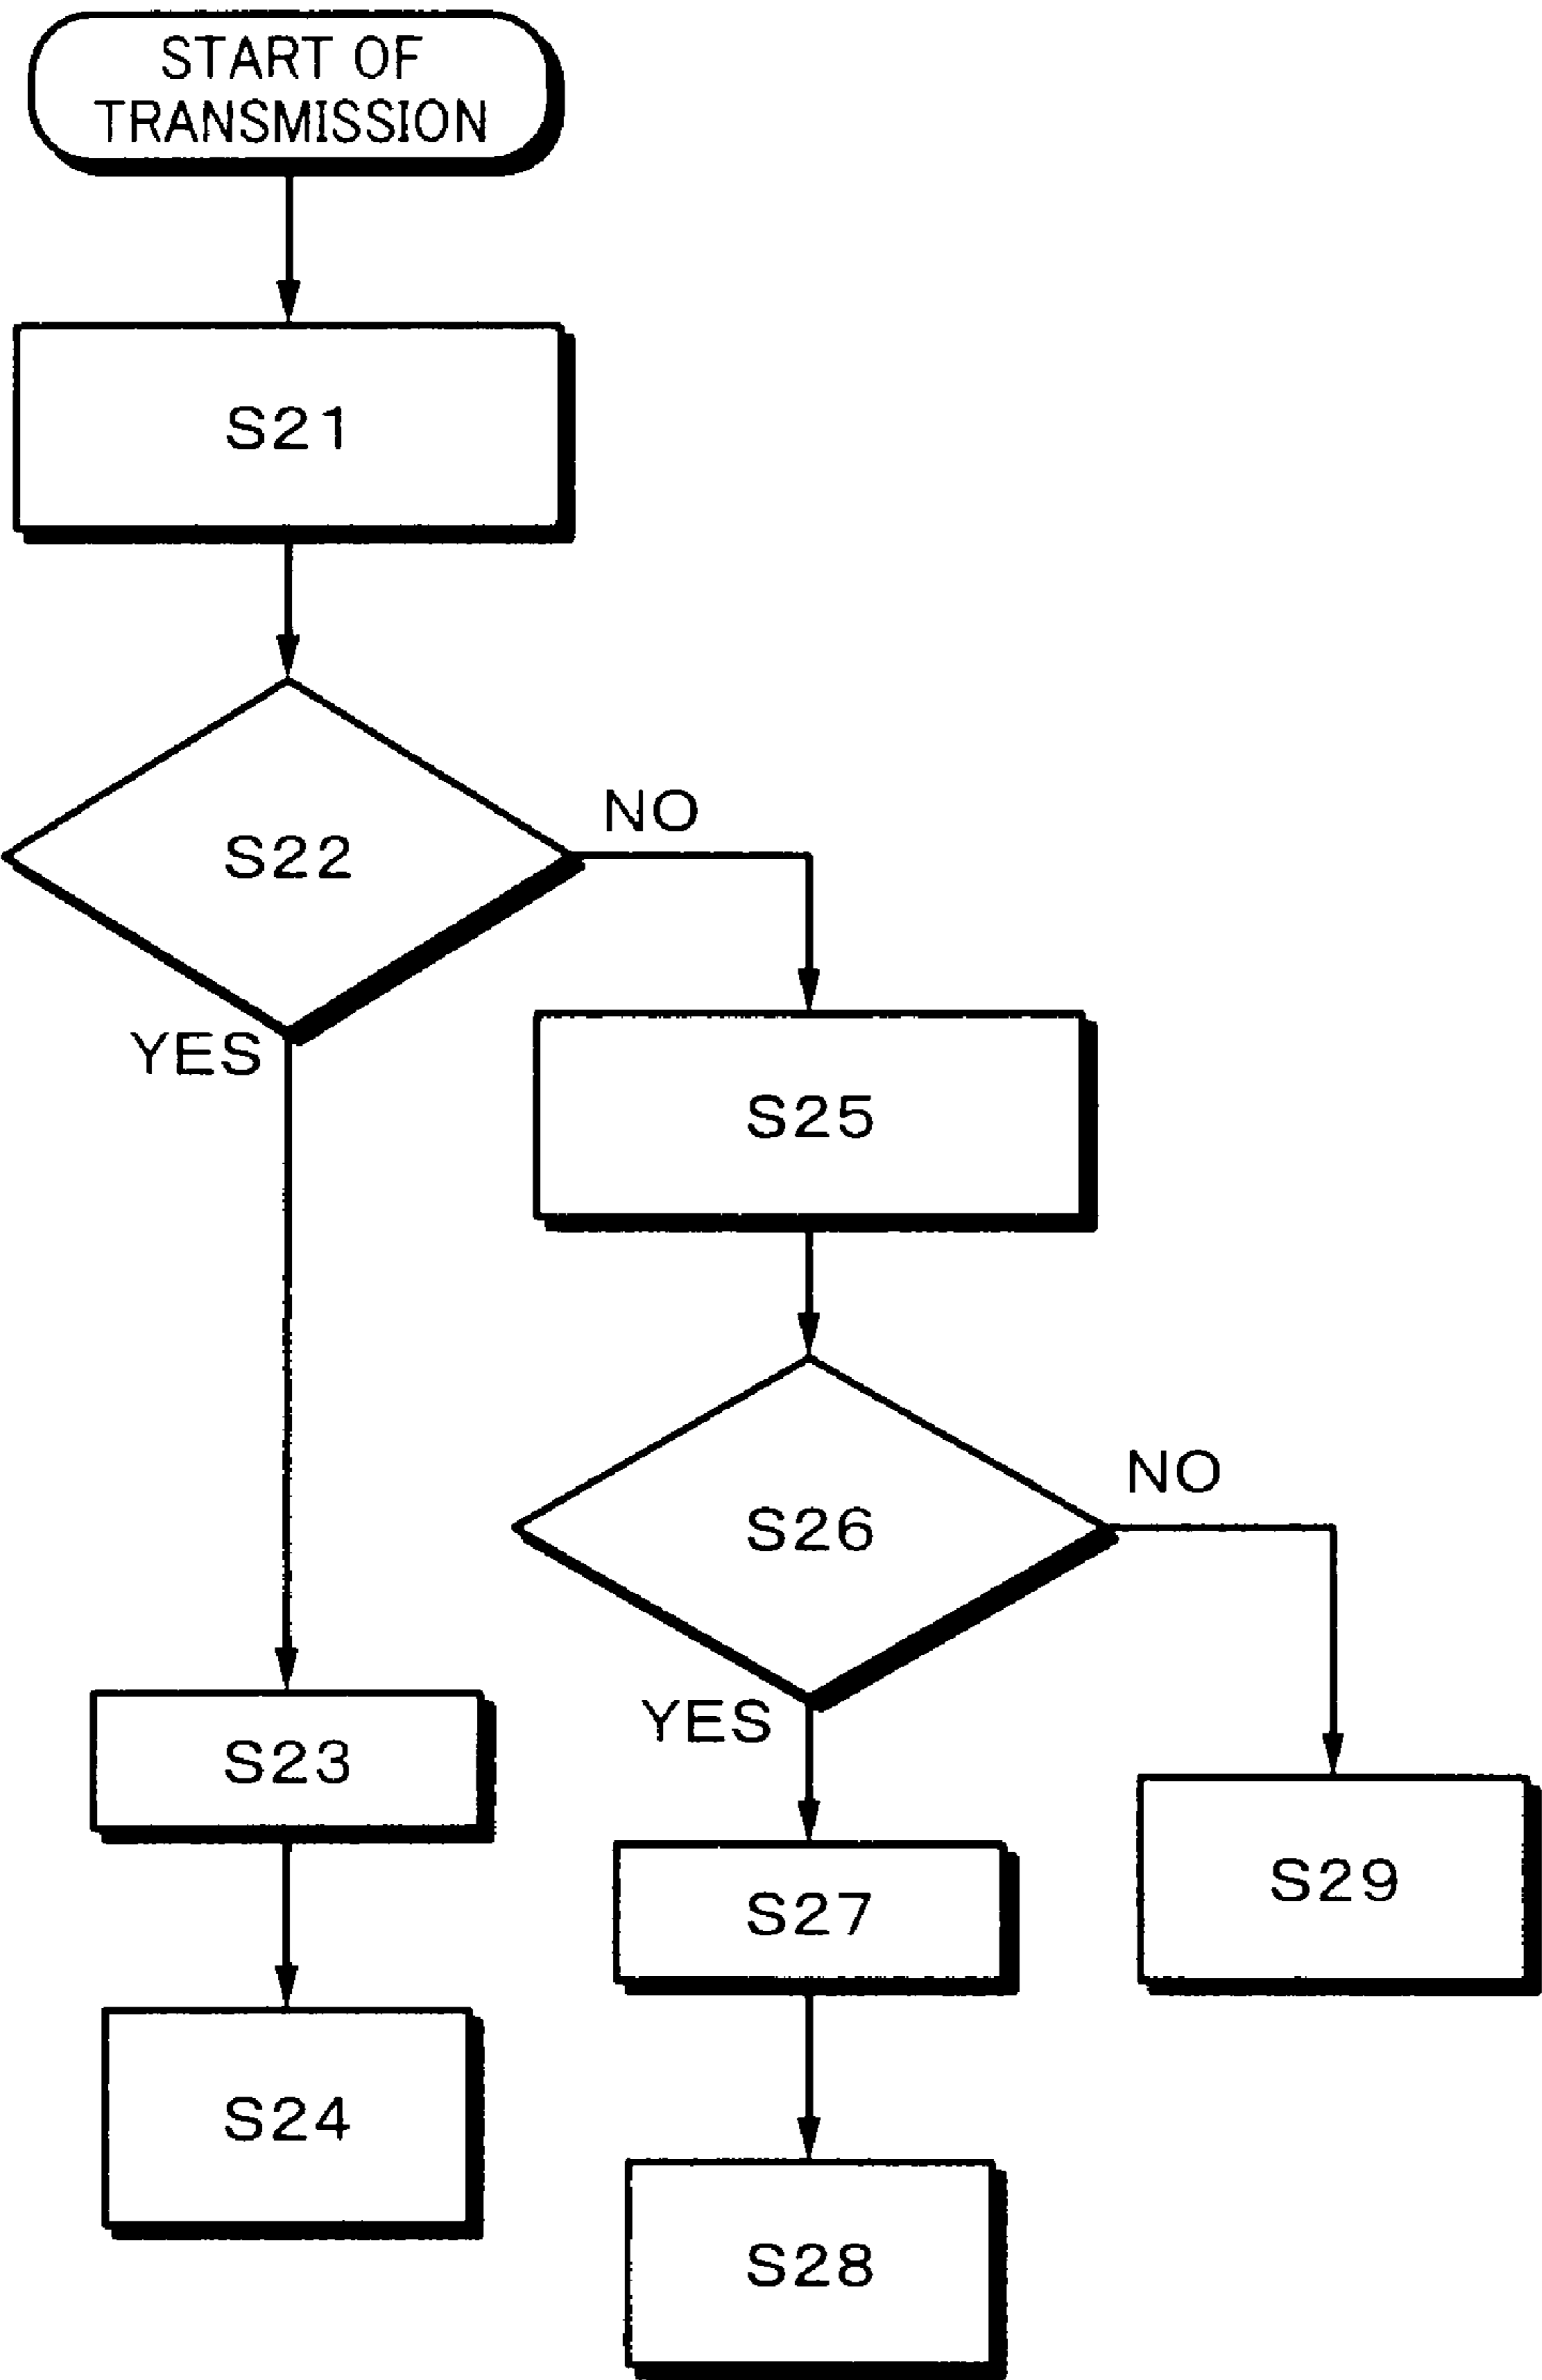 START OF
TRANSMISSION
S21
S22
NO
YES
S25
S26
NO
YES
S23
S27
S29
S24
S28